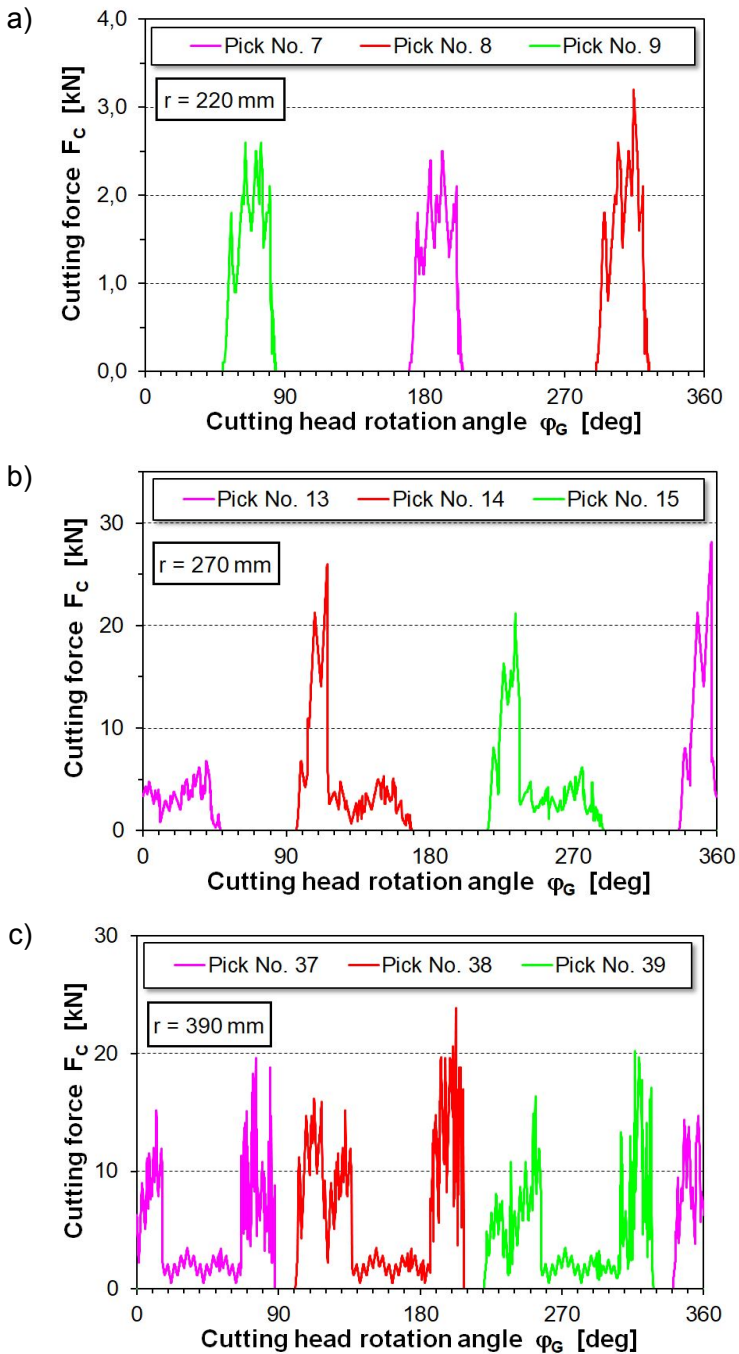 a)
4,0
Pick No. 7 Pick No. 8 Pick No. 9
r = 220 mm
3,0
2,0
1,0
0,0
Cutting force F_C [kN]
0 90 180 270 360
Cutting head rotation angle φ_G [deg]
b)
Pick No. 13 Pick No. 14 Pick No. 15
30
r = 270 mm
20
10
0
Cutting force F_C [kN]
0 90 180 270 360
Cutting head rotation angle φ_G [deg]
c)
30
Pick No. 37 Pick No. 38 Pick No. 39
r = 390 mm
20
10
0
Cutting force F_C [kN]
0 90 180 270 360
Cutting head rotation angle φ_G [deg]